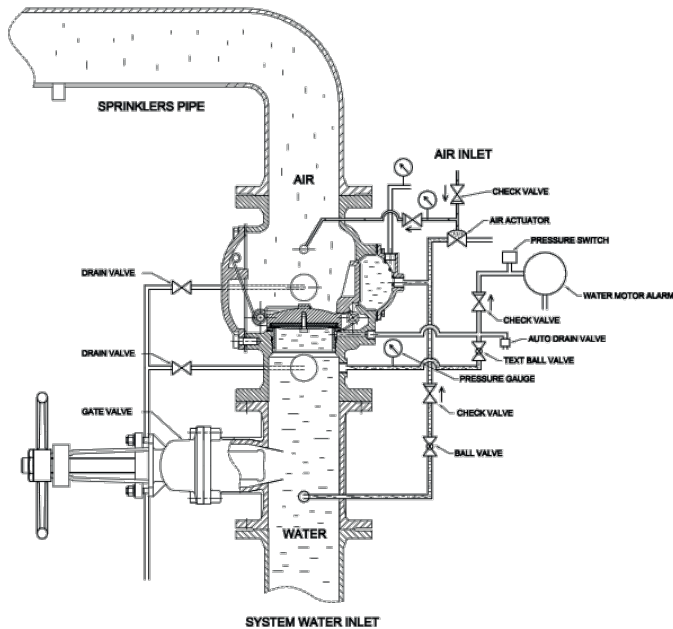 SPRINKLERS PIPE
AIR
AIR INLET
CHECK VALVE
AIR ACTUATOR
PRESSURE SWITCH
WATER MOTOR ALARM
DRAIN VALVE
CHECK VALVE
AUTO DRAIN VALVE
DRAIN VALVE
TEXT BALL VALVE
PRESSURE GAUGE
GATE VALVE
CHECK VALVE
BALL VALVE
WATER
SYSTEM WATER INLET